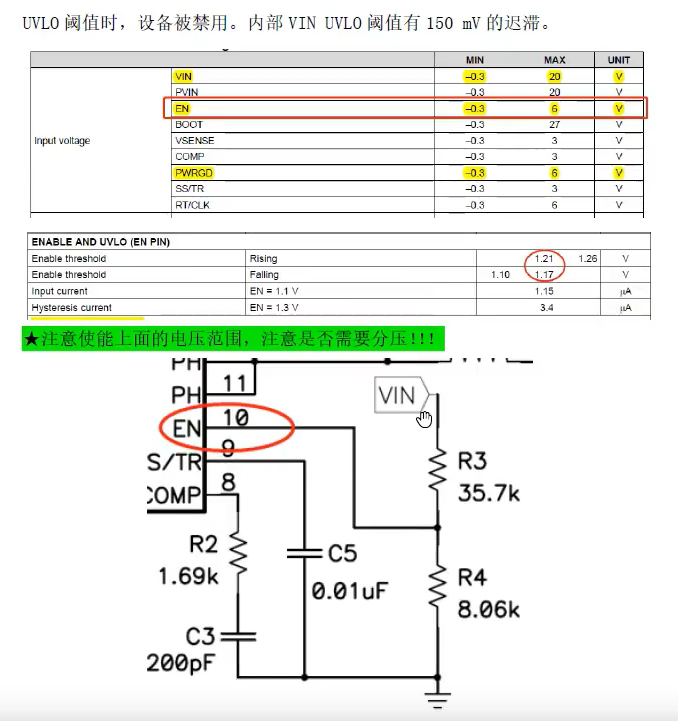 UVLO 阈值时，设备被禁用。内部 VIN UVLO 阈值有 150 mV 的迟滞。
MIN MAX UNIT
Input voltage
VIN –0.3 20 V
PVIN –0.3 20 V
EN –0.3 6 V
BOOT –0.3 27 V
VSENSE –0.3 3 V
COMP –0.3 3 V
PWRGD –0.3 6 V
SS/TR –0.3 3 V
RT/CLK –0.3 6 V
ENABLE AND UVLO (EN PIN)
Enable threshold Rising 1.21 1.26 V
Enable threshold Falling 1.10 1.17 V
Input current EN = 1.1 V 1.15 μA
Hysteresis current EN = 1.3 V 3.4 μA
★注意使能上面的电压范围，注意是否需要分压!!!
PH
PH 11
VIN
EN 10
S/TR 9
COMP 8
R3
35.7k
R2
1.69k
C5
0.01uF
R4
8.06k
C3
200pF